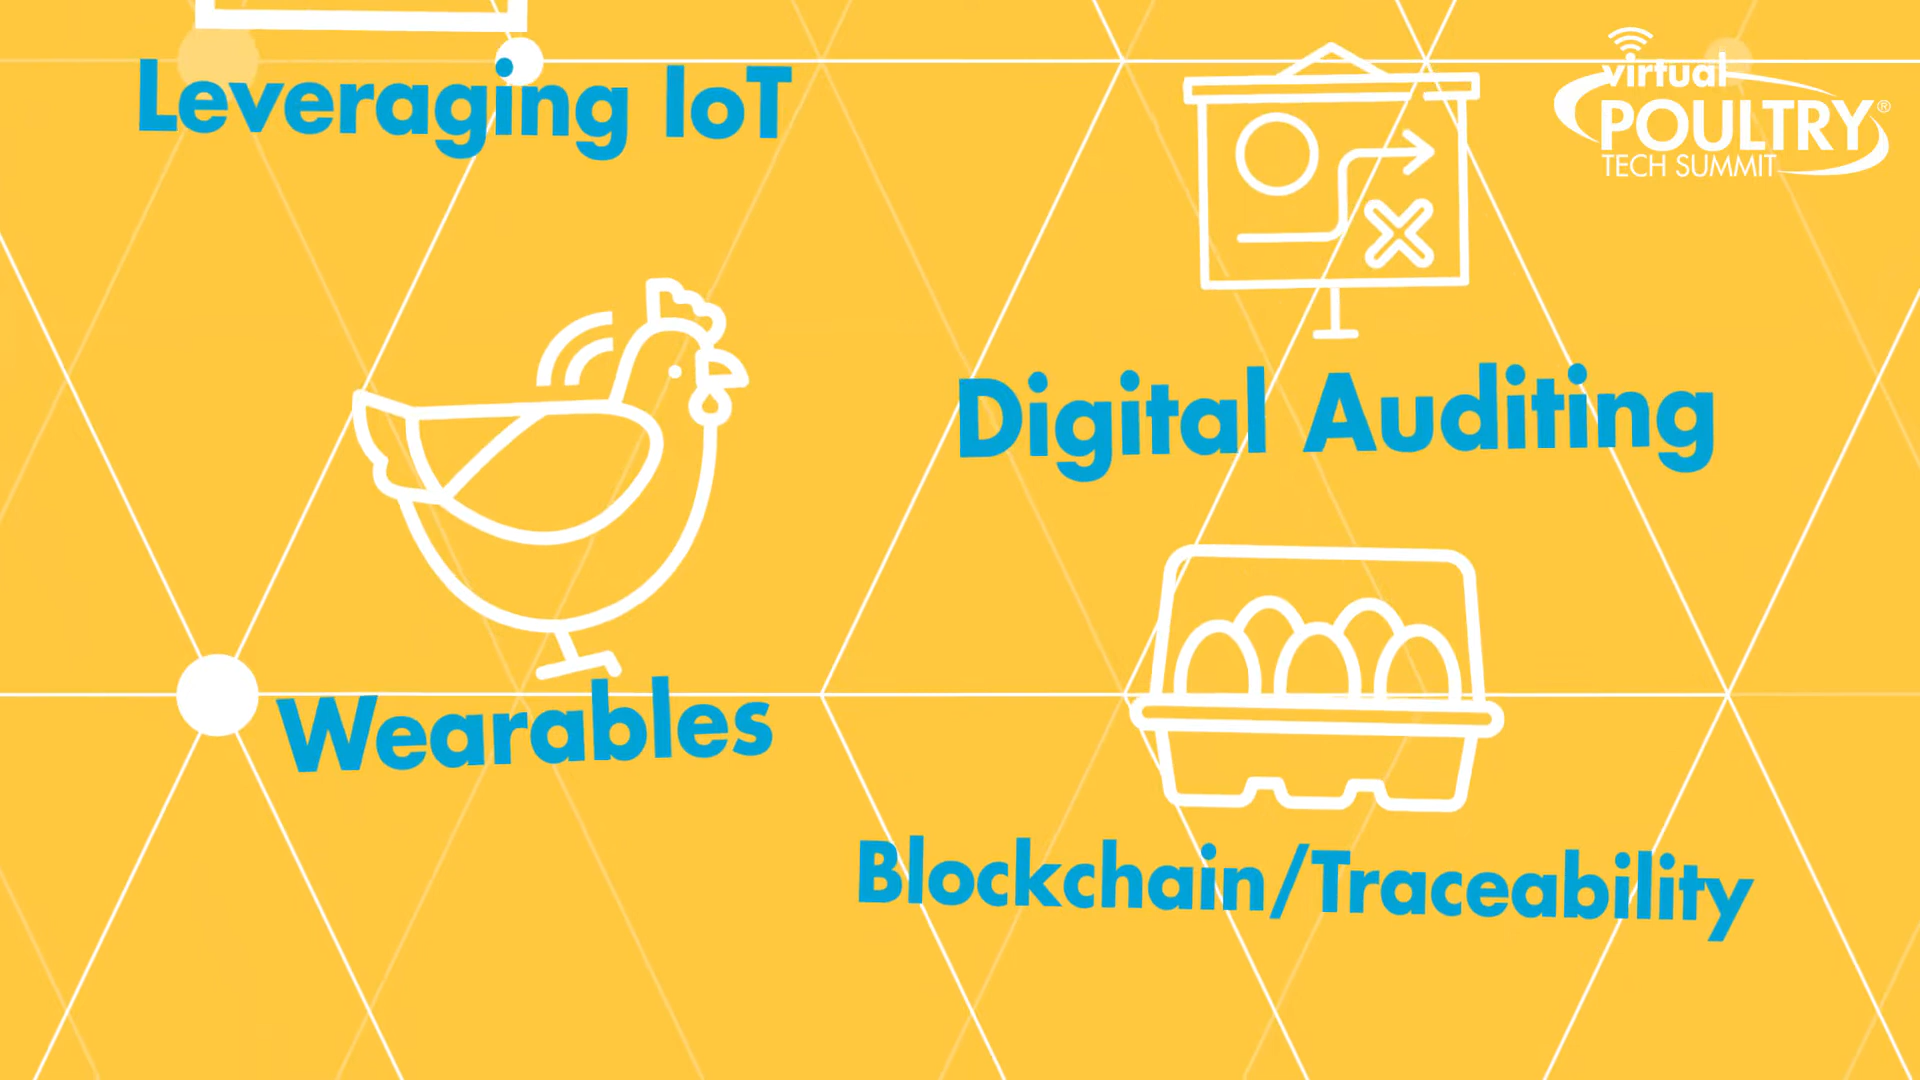 Leveraging IoT
virtual
POULTRY®
TECH SUMMIT
Digital Auditing
Wearables
Blockchain/Traceability